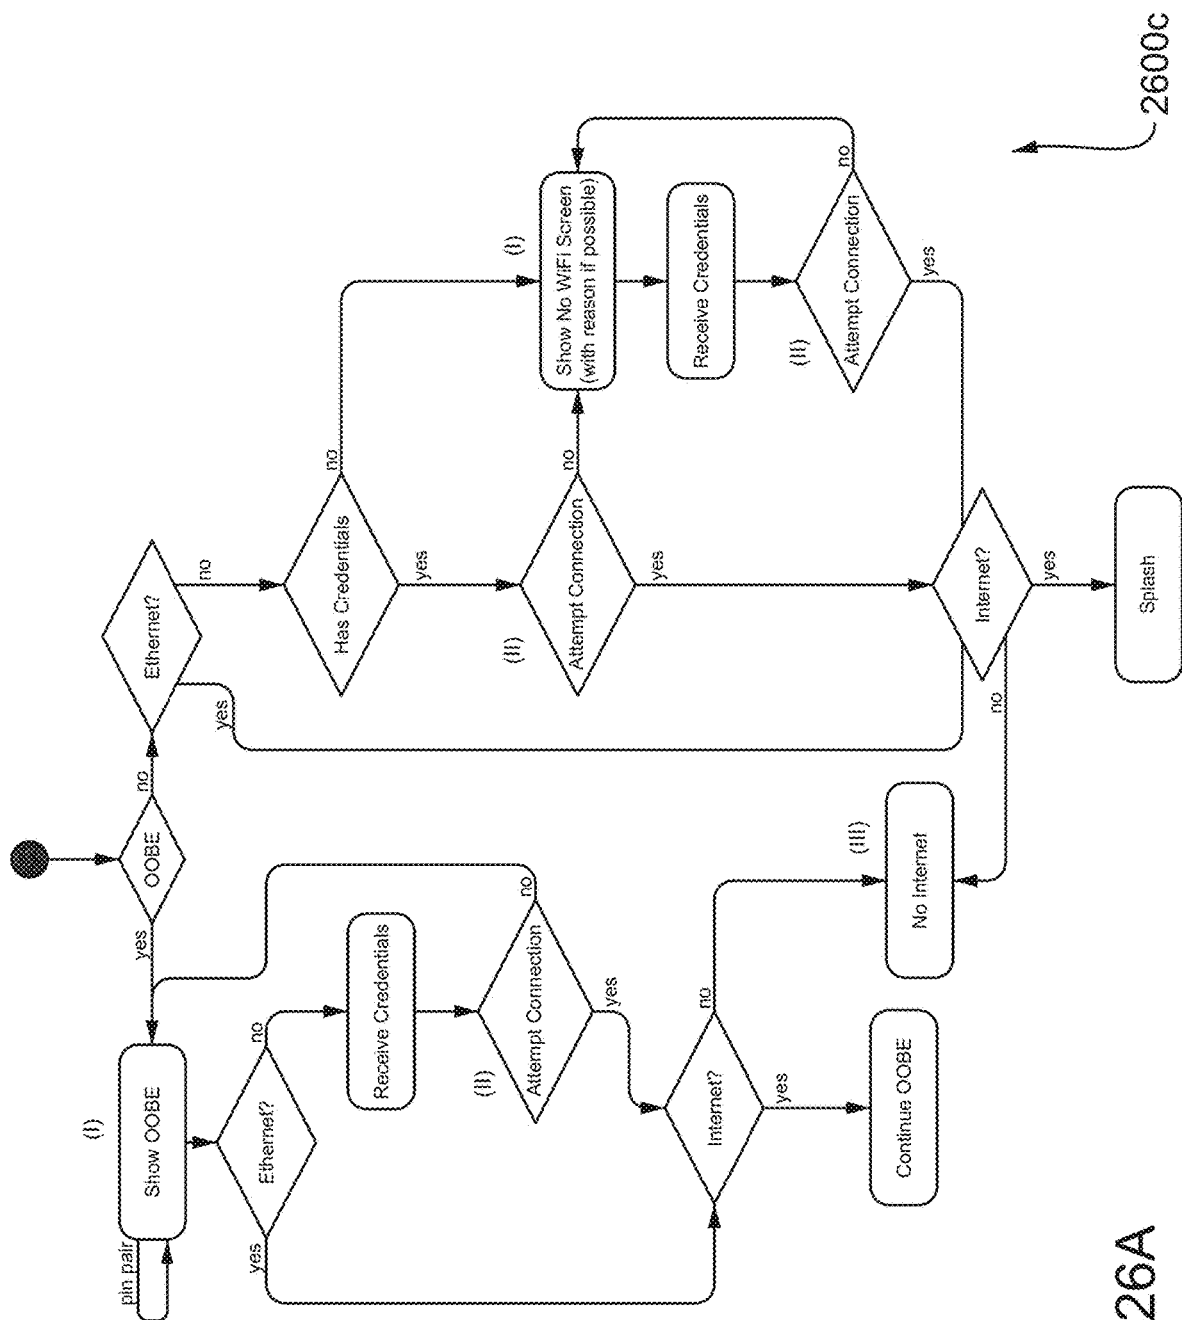 OOBE
yes
no
(I)
Show OOBE
pin pair
Ethernet?
yes
no
Receive Credentials
(II)
Attempt Connection
no
yes
Internet?
no
yes
Continue OOBE
(III)
No Internet
Ethernet?
yes
no
Has Credentials
no
yes
(II)
Attempt Connection
no
yes
(I)
Show No WiFi Screen
(with reason if possible)
Receive Credentials
(II)
Attempt Connection
no
yes
Internet?
no
yes
Splash
2600c
26A